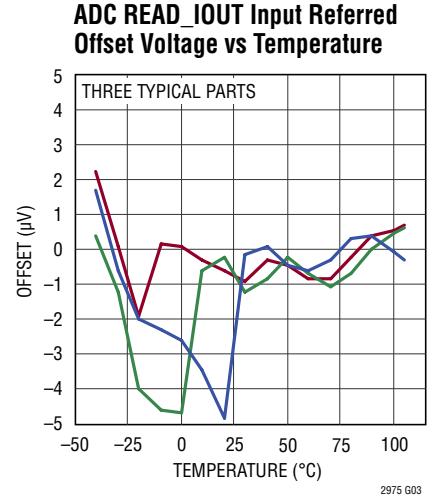 ADC READ_IOUT Input Referred
Offset Voltage vs Temperature
THREE TYPICAL PARTS
5
4
3
2
1
0
–1
–2
–3
–4
–5
OFFSET (µV)
–50 –25 0 25 50 75 100
TEMPERATURE (°C)
2975 G03